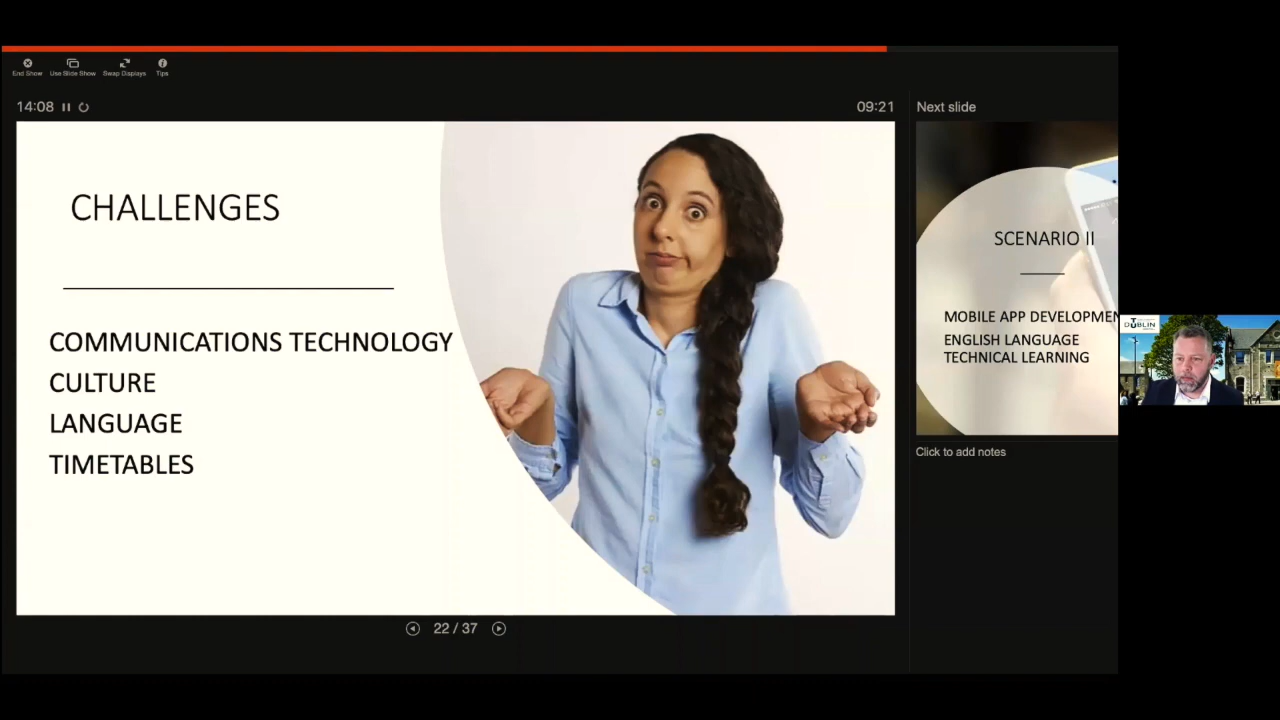 End Show
Use Slide Show
Swap Displays
Tips
14:08
09:21
Next slide
CHALLENGES
COMMUNICATIONS TECHNOLOGY
CULTURE
LANGUAGE
TIMETABLES
SCENARIO II
MOBILE APP DEVELOPMEN
ENGLISH LANGUAGE
TECHNICAL LEARNING
DUBLIN
Click to add notes
22 / 37